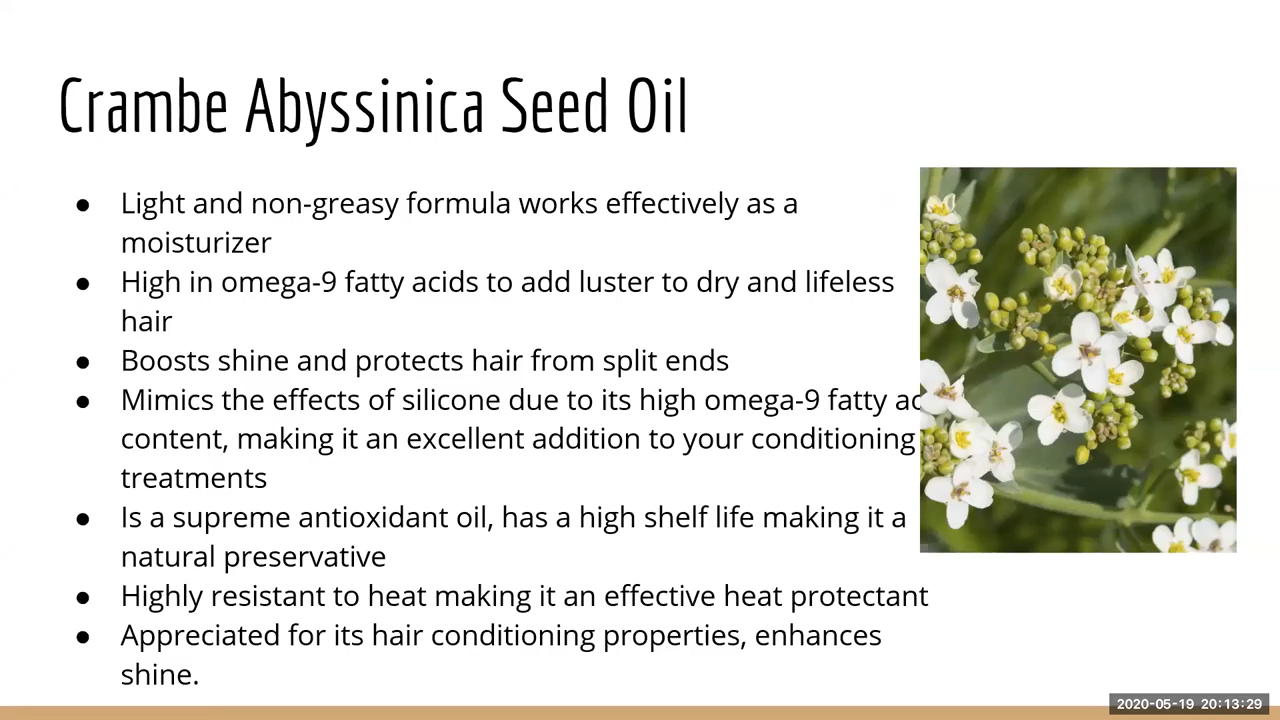 Crambe Abyssinica Seed Oil
● Light and non-greasy formula works effectively as a
moisturizer
● High in omega-9 fatty acids to add luster to dry and lifeless
hair
● Boosts shine and protects hair from split ends
● Mimics the effects of silicone due to its high omega-9 fatty
content, making it an excellent addition to your conditioning
treatments
● Is a supreme antioxidant oil, has a high shelf life making it a
natural preservative
● Highly resistant to heat making it an effective heat protectant
● Appreciated for its hair conditioning properties, enhances
shine.
2020-05-19 20:13:29